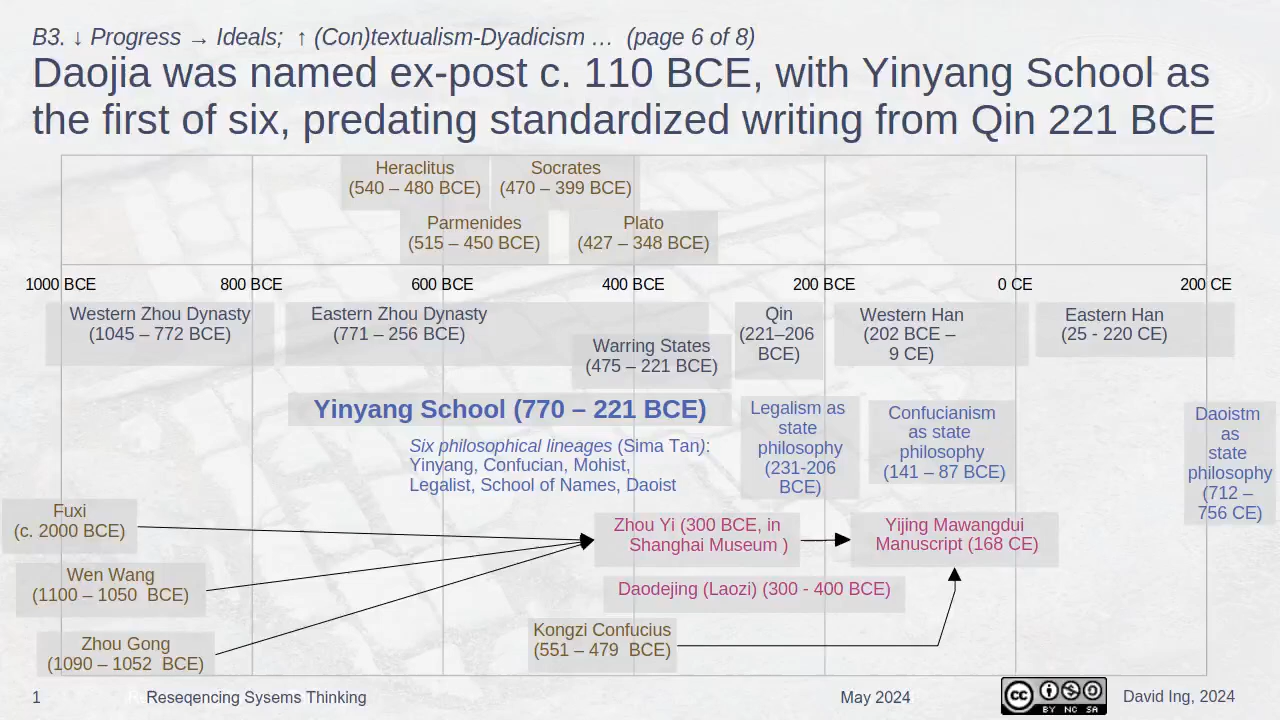 B3. ↓ Progress → Ideals; ↑ (Con)textualism-Dyadicism … (page 6 of 8)
Daojia was named ex-post c. 110 BCE, with Yinyang School as
the first of six, predating standardized writing from Qin 221 BCE
Heraclitus
(540 – 480 BCE)
Socrates
(470 – 399 BCE)
Parmenides
(515 – 450 BCE)
Plato
(427 – 348 BCE)
1000 BCE
800 BCE
600 BCE
400 BCE
200 BCE
0 CE
200 CE
Western Zhou Dynasty
(1045 – 772 BCE)
Eastern Zhou Dynasty
(771 – 256 BCE)
Warring States
(475 – 221 BCE)
Qin
(221–206
BCE)
Western Han
(202 BCE –
9 CE)
Eastern Han
(25 - 220 CE)
Yinyang School (770 – 221 BCE)
Six philosophical lineages (Sima Tan):
Yinyang, Confucian, Mohist,
Legalist, School of Names, Daoist
Legalism as
state
philosophy
(231-206
BCE)
Confucianism
as state
philosophy
(141 – 87 BCE)
Daoistm
as
state
philosophy
(712 –
756 CE)
Fuxi
(c. 2000 BCE)
Wen Wang
(1100 – 1050 BCE)
Zhou Gong
(1090 – 1052 BCE)
Zhou Yi (300 BCE, in
Shanghai Museum )
Yijing Mawangdui
Manuscript (168 CE)
Daodejing (Laozi) (300 - 400 BCE)
Kongzi Confucius
(551 – 479 BCE)
1
Reseqencing Sysems Thinking
May 2024
cc
BY NC SA
David Ing, 2024